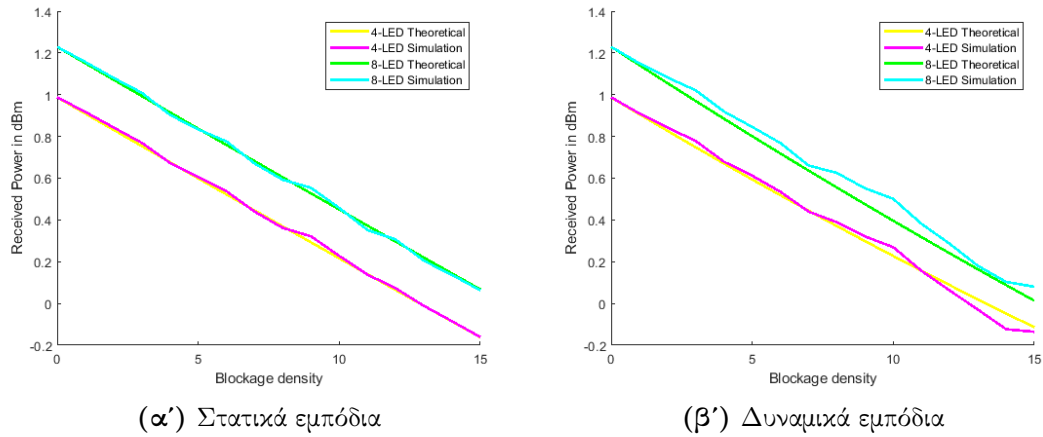 1.4
1.2
1
0.8
0.6
0.4
0.2
0
-0.2
Received Power in dBm
0 5 10 15
Blockage density
4-LED Theoretical
4-LED Simulation
8-LED Theoretical
8-LED Simulation
(αʹ) Στατικά εμπόδια
1.4
1.2
1
0.8
0.6
0.4
0.2
0
-0.2
Received Power in dBm
0 5 10 15
Blockage density
4-LED Theoretical
4-LED Simulation
8-LED Theoretical
8-LED Simulation
(βʹ) Δυναμικά εμπόδια